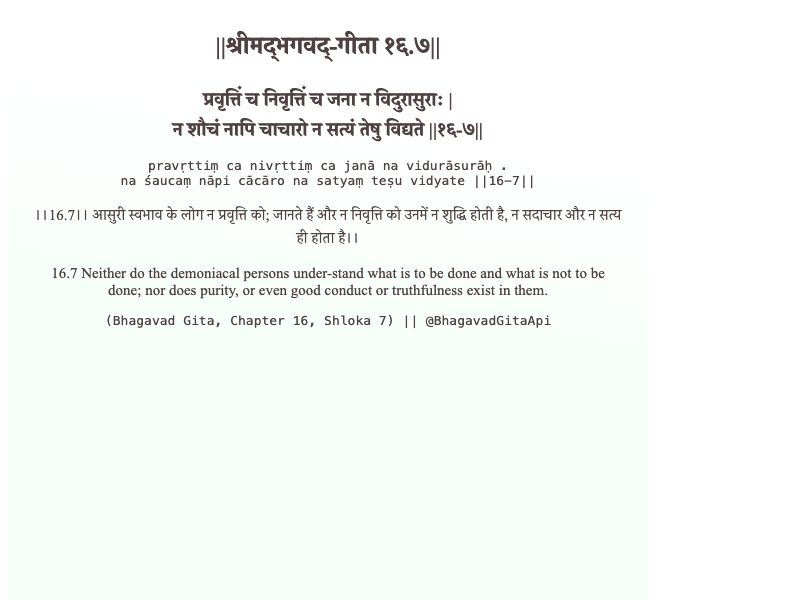 ||श्रीमद्‍भगवद्‍-गीता १६.७||
प्रवृत्तिं च निवृत्तिं च जना न विदुरासुराः |
न शौचं नापि चाचारो न सत्यं तेषु विद्यते ||१६-७||
pravṛttiṃ ca nivṛttiṃ ca janā na vidurāsurāḥ .
na śaucaṃ nāpi cācāro na satyaṃ teṣu vidyate ||16–7||
।।16.7।। आसुरी स्वभाव के लोग न प्रवृत्ति को; जानते हैं और न निवृत्ति को उनमें न शुद्धि होती है, न सदाचार और न सत्य
ही होता है।।
16.7 Neither do the demoniacal persons under-stand what is to be done and what is not to be
done; nor does purity, or even good conduct or truthfulness exist in them.
(Bhagavad Gita, Chapter 16, Shloka 7) || @BhagavadGitaApi